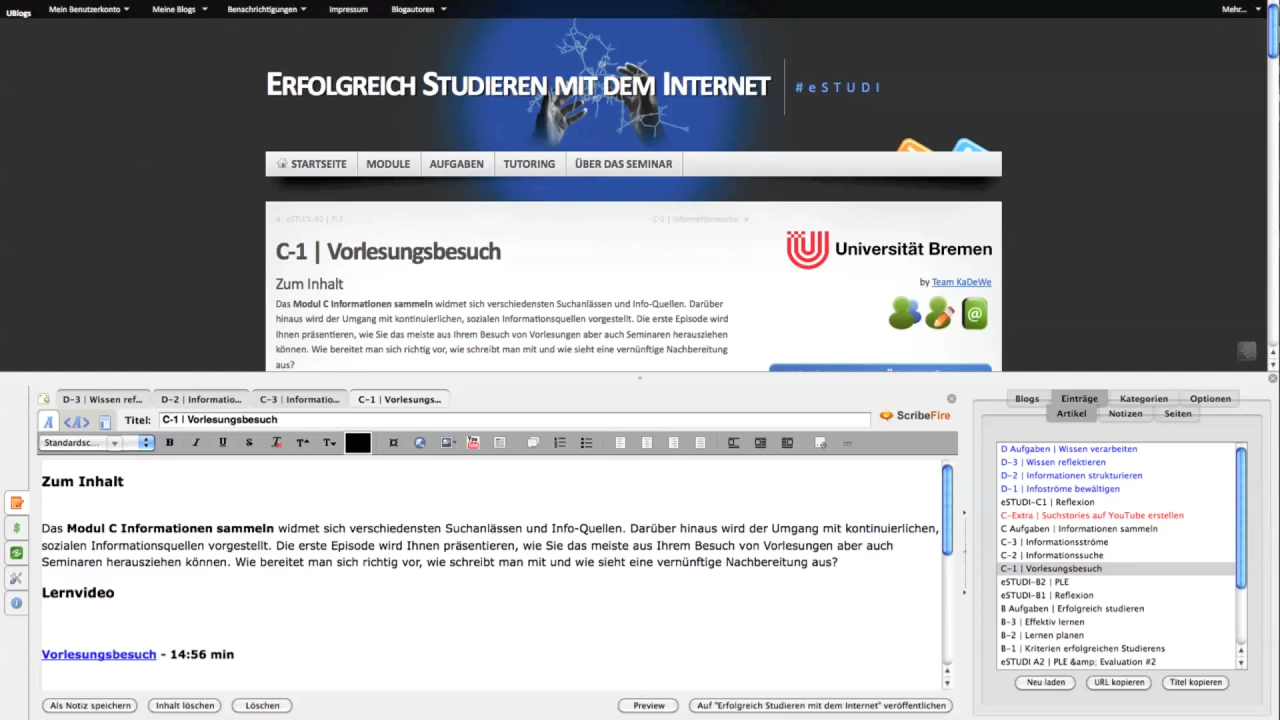 UBlogs
Mein Benutzerkonto
Meine Blogs
Benachrichtigungen
Impressum
Blogautoren
Mehr...
Erfolgreich Studieren mit dem Internet
#eSTUDI
STARTSEITE
MODULE
AUFGABEN
TUTORING
ÜBER DAS SEMINAR
« eSTUDI-B2 | PLE
C-2 | Informationssuche »
C-1 | Vorlesungsbesuch
Universität Bremen
by Team KaDeWe
Zum Inhalt
Das Modul C Informationen sammeln widmet sich verschiedensten Suchanlässen und Info-Quellen. Darüber
hinaus wird der Umgang mit kontinuierlichen, sozialen Informationsquellen vorgestellt. Die erste Episode wird
Ihnen präsentieren, wie Sie das meiste aus Ihrem Besuch von Vorlesungen aber auch Seminaren herausziehen
können. Wie bereitet man sich richtig vor, wie schreibt man mit und wie sieht eine vernünftige Nachbereitung
aus?
D-3 | Wissen ref...
D-2 | Informatio...
C-3 | Informatio...
C-1 | Vorlesungs...
Titel:
C-1 | Vorlesungsbesuch
ScribeFire
Standardsc...
B
I
U
S
T
T
T
You Tube
Zum Inhalt
Das Modul C Informationen sammeln widmet sich verschiedensten Suchanlässen und Info-Quellen. Darüber hinaus wird der Umgang mit kontinuierlichen,
sozialen Informationsquellen vorgestellt. Die erste Episode wird Ihnen präsentieren, wie Sie das meiste aus Ihrem Besuch von Vorlesungen aber auch
Seminaren herausziehen können. Wie bereitet man sich richtig vor, wie schreibt man mit und wie sieht eine vernünftige Nachbereitung aus?
Lernvideo
Vorlesungsbesuch - 14:56 min
Als Notiz speichern
Inhalt löschen
Löschen
Preview
Auf "Erfolgreich Studieren mit dem Internet" veröffentlichen
Blogs
Einträge
Kategorien
Optionen
Artikel
Notizen
Seiten
D Aufgaben | Wissen verarbeiten
D-3 | Wissen reflektieren
D-2 | Informationen strukturieren
D-1 | Infoströme bewältigen
eSTUDI-C1 | Reflexion
C-Extra | Suchstories auf YouTube erstellen
C Aufgaben | Informationen sammeln
C-3 | Informationsströme
C-2 | Informationssuche
C-1 | Vorlesungsbesuch
eSTUDI-B2 | PLE
eSTUDI-B1 | Reflexion
B Aufgaben | Erfolgreich studieren
B-3 | Effektiv lernen
B-2 | Lernen planen
B-1 | Kriterien erfolgreichen Studierens
eSTUDI A2 | PLE &amp; Evaluation #2
Neu laden
URL kopieren
Titel kopieren